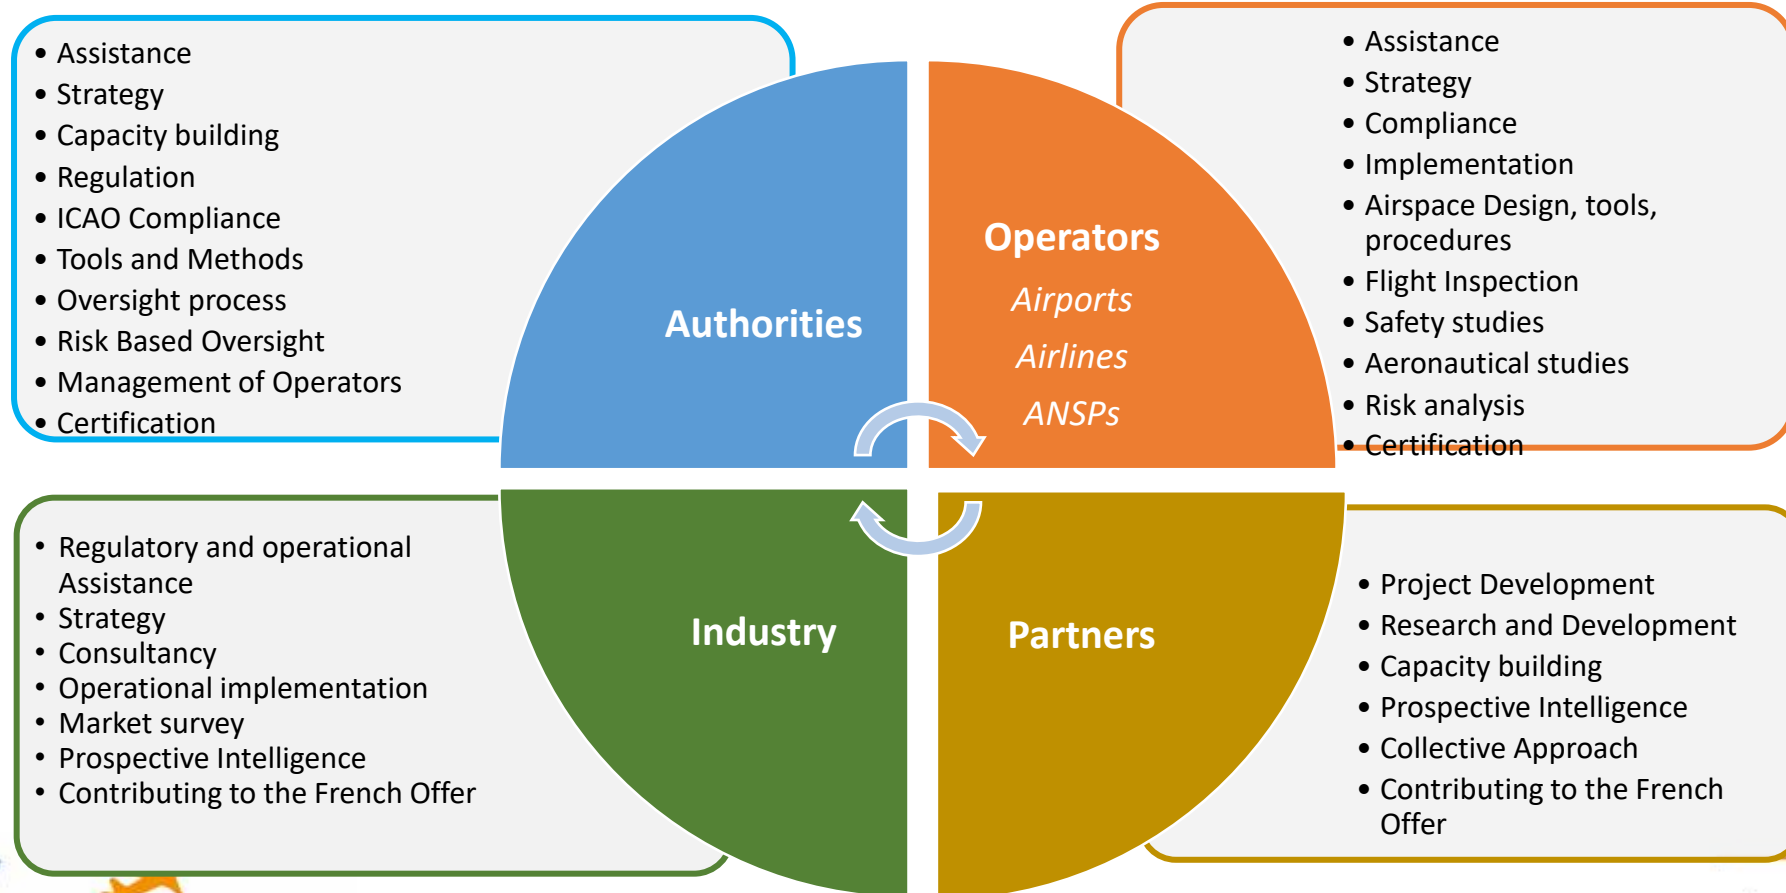 • Assistance
• Strategy
• Capacity building
• Regulation
• ICAO Compliance
• Tools and Methods
• Oversight process
• Risk Based Oversight
• Management of Operators
• Certification
Authorities
Operators
Airports
Airlines
ANSPs
• Assistance
• Strategy
• Compliance
• Implementation
• Airspace Design, tools,
procedures
• Flight Inspection
• Safety studies
• Aeronautical studies
• Risk analysis
• Certification
• Regulatory and operational
Assistance
• Strategy
• Consultancy
• Operational implementation
• Market survey
• Prospective Intelligence
• Contributing to the French Offer
Industry
Partners
• Project Development
• Research and Development
• Capacity building
• Prospective Intelligence
• Collective Approach
• Contributing to the French
Offer